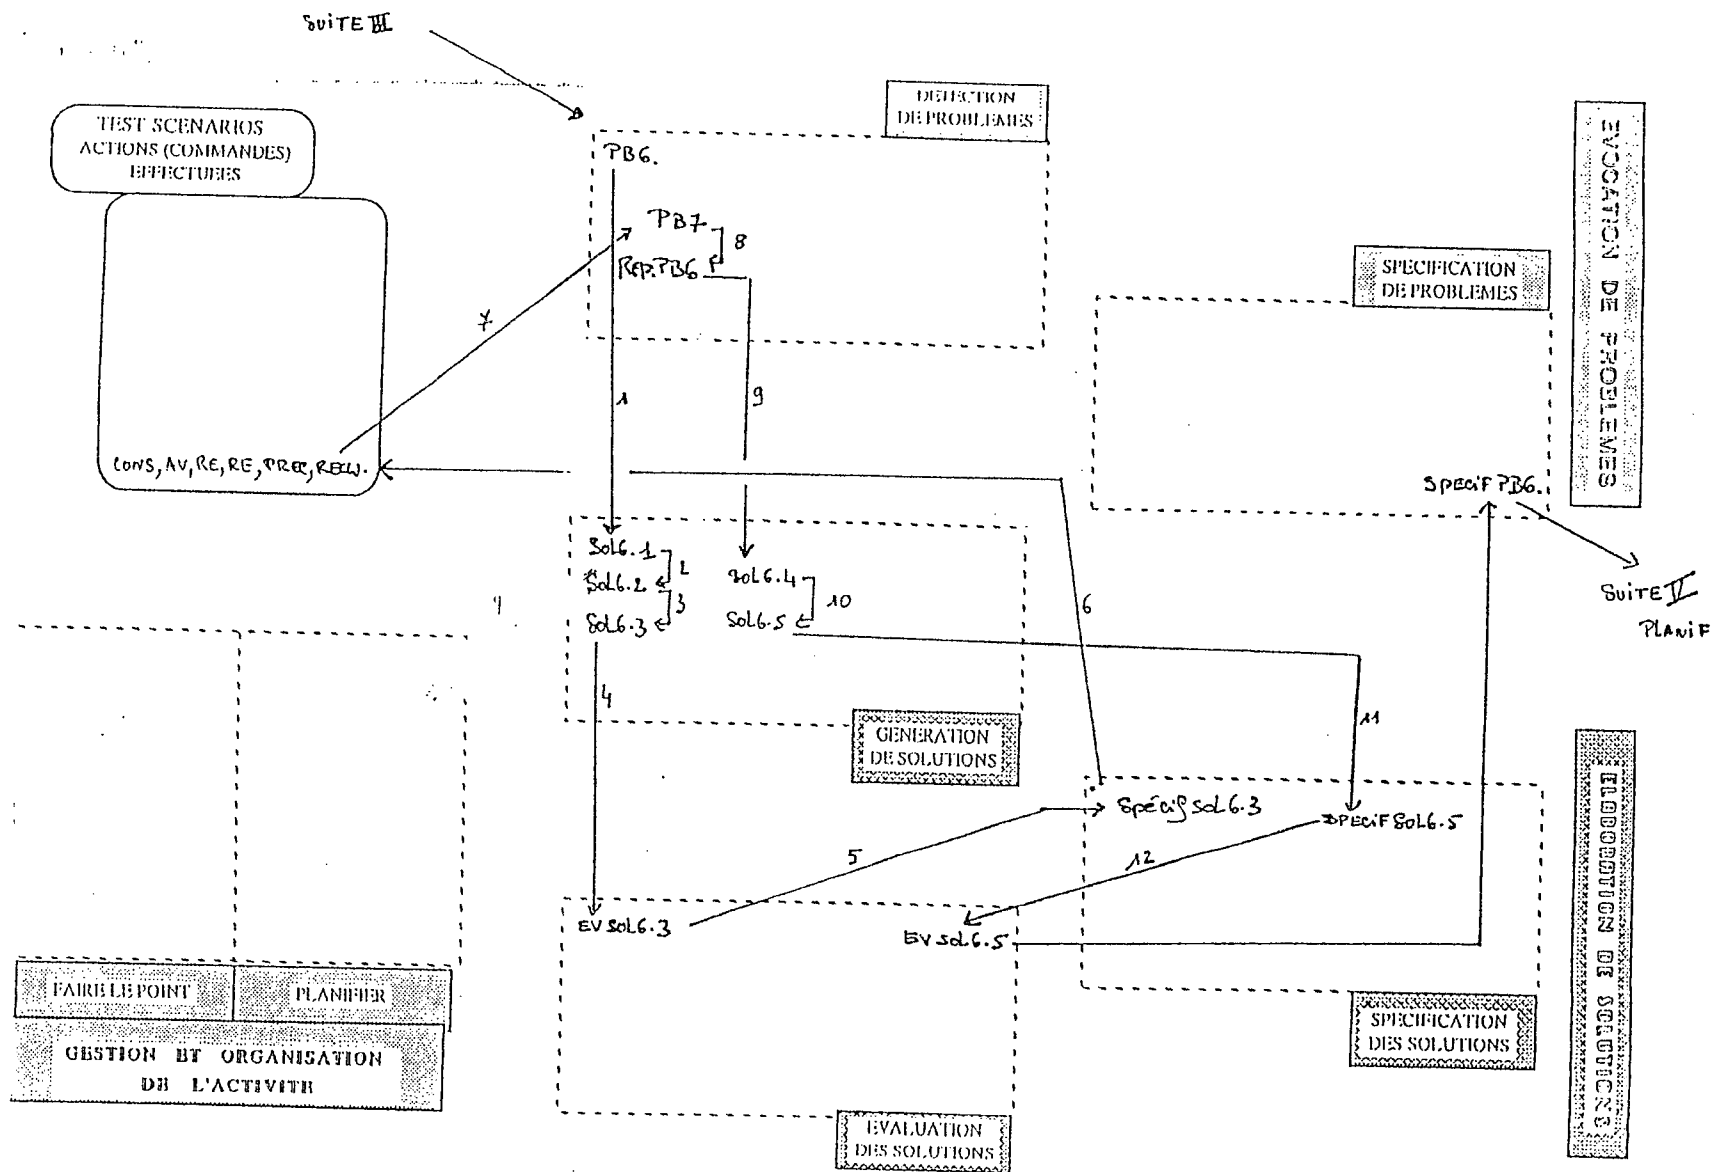 SUITE III
DETECTION
DE PROBLEMES
TEST SCENARIOS
ACTIONS (COMMANDES)
EFFECTUEES
EVOCATION DE PROBLEMES
PB6.
PB7
8
REP.PB6
SPECIFICATION
DE PROBLEMES
7
1
9
CONS, AV, RE, RE, PREC, RECW.
SPECIF PB6.
SOL6.1
2
SOL6.2
SOL6.4
3
10
SOL6.3
SOL6.5
6
SUITE IV
PLANIF
4
11
GENERATION
DE SOLUTIONS
Spécif SOL6.3
SPECIF SOL6.5
5
12
EV SOL6.3
EV SOL6.5
ELABORATION DE SOLUTIONS
FAIRE LE POINT
PLANIFIER
GESTION ET ORGANISATION
DE L'ACTIVITE
SPECIFICATION
DES SOLUTIONS
EVALUATION
DES SOLUTIONS